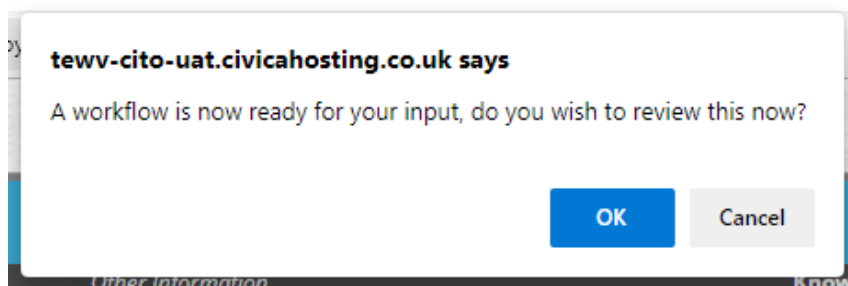 tewv-cito-uat.civicahosting.co.uk says
A workflow is now ready for your input, do you wish to review this now?
OK
Cancel
Other Information
Know